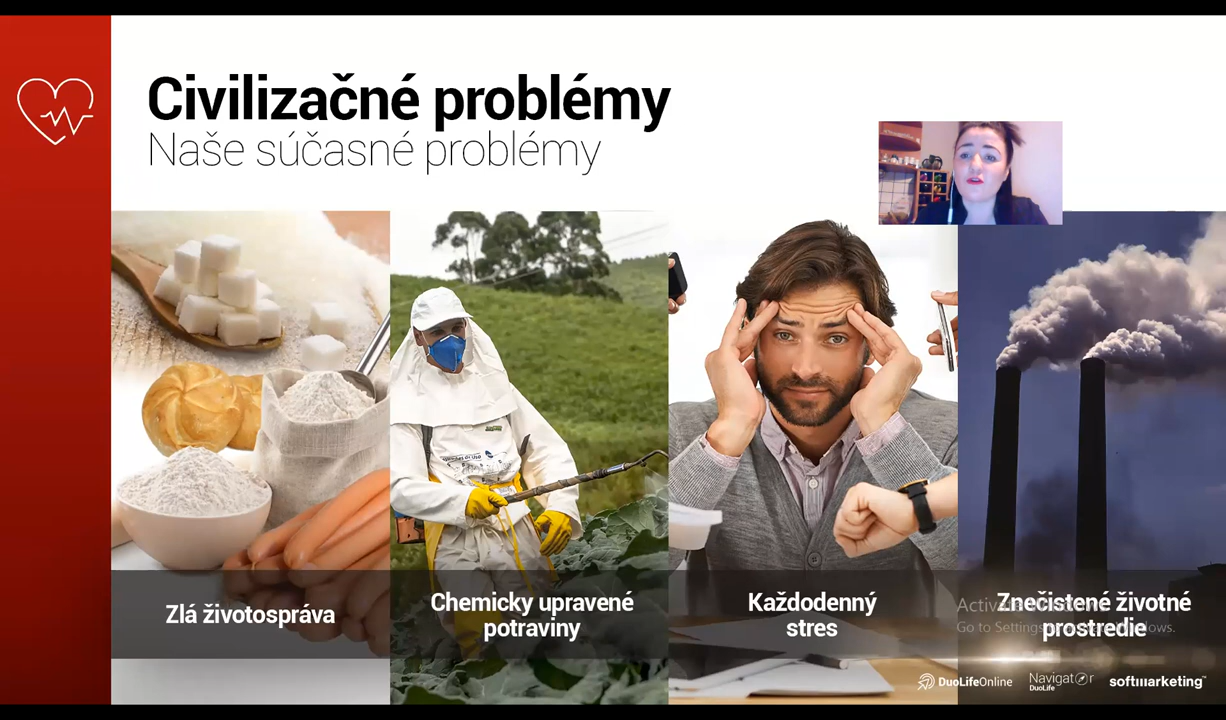 Civilizačné problémy
Naše súčasné problémy
Zlá životospráva
Chemicky upravené
potraviny
Každodenný
stres
Znečistené životné
prostredie
Activate Windows
Go to Settings to activate Windows.
DuoLifeOnline
Navigator
DuoLife
softmarketing